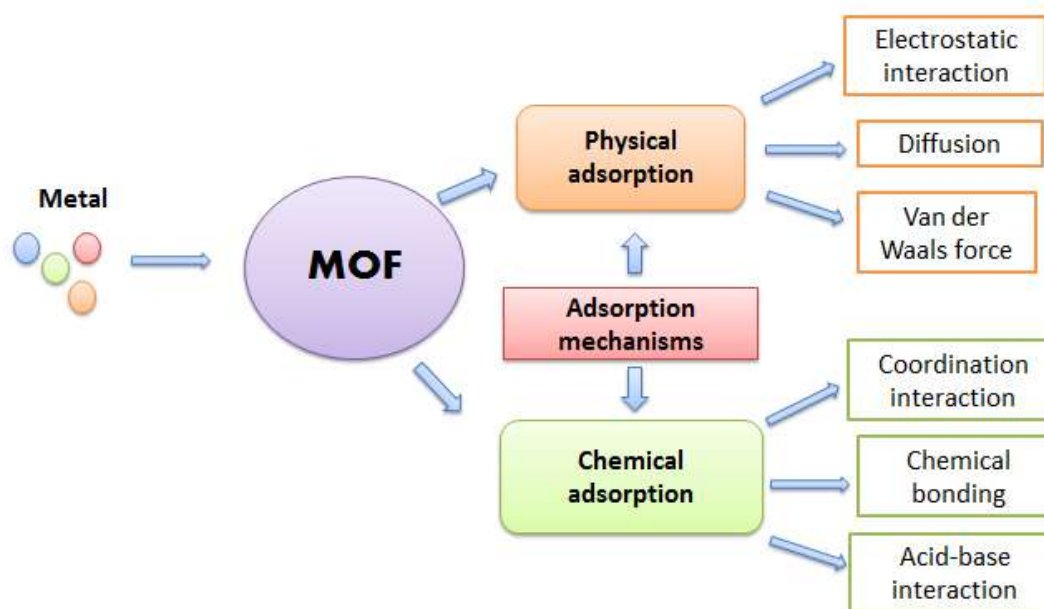 Metal
MOF
Physical
adsorption
Adsorption
mechanisms
Chemical
adsorption
Electrostatic
interaction
Diffusion
Van der
Waals force
Coordination
interaction
Chemical
bonding
Acid-base
interaction